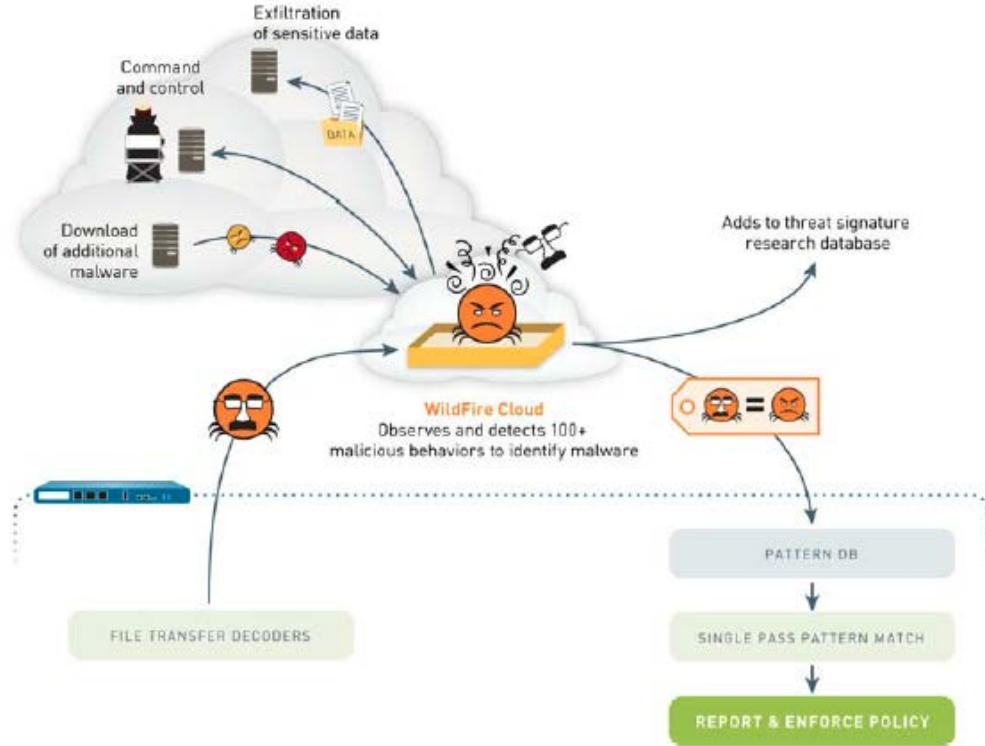 Exfiltration
of sensitive data
Command
and control
DATA
Download
of additional
malware
Adds to threat signature
research database
WildFire Cloud
Observes and detects 100+
malicious behaviors to identify malware
=
PATTERN DB
FILE TRANSFER DECODERS
SINGLE PASS PATTERN MATCH
REPORT & ENFORCE POLICY